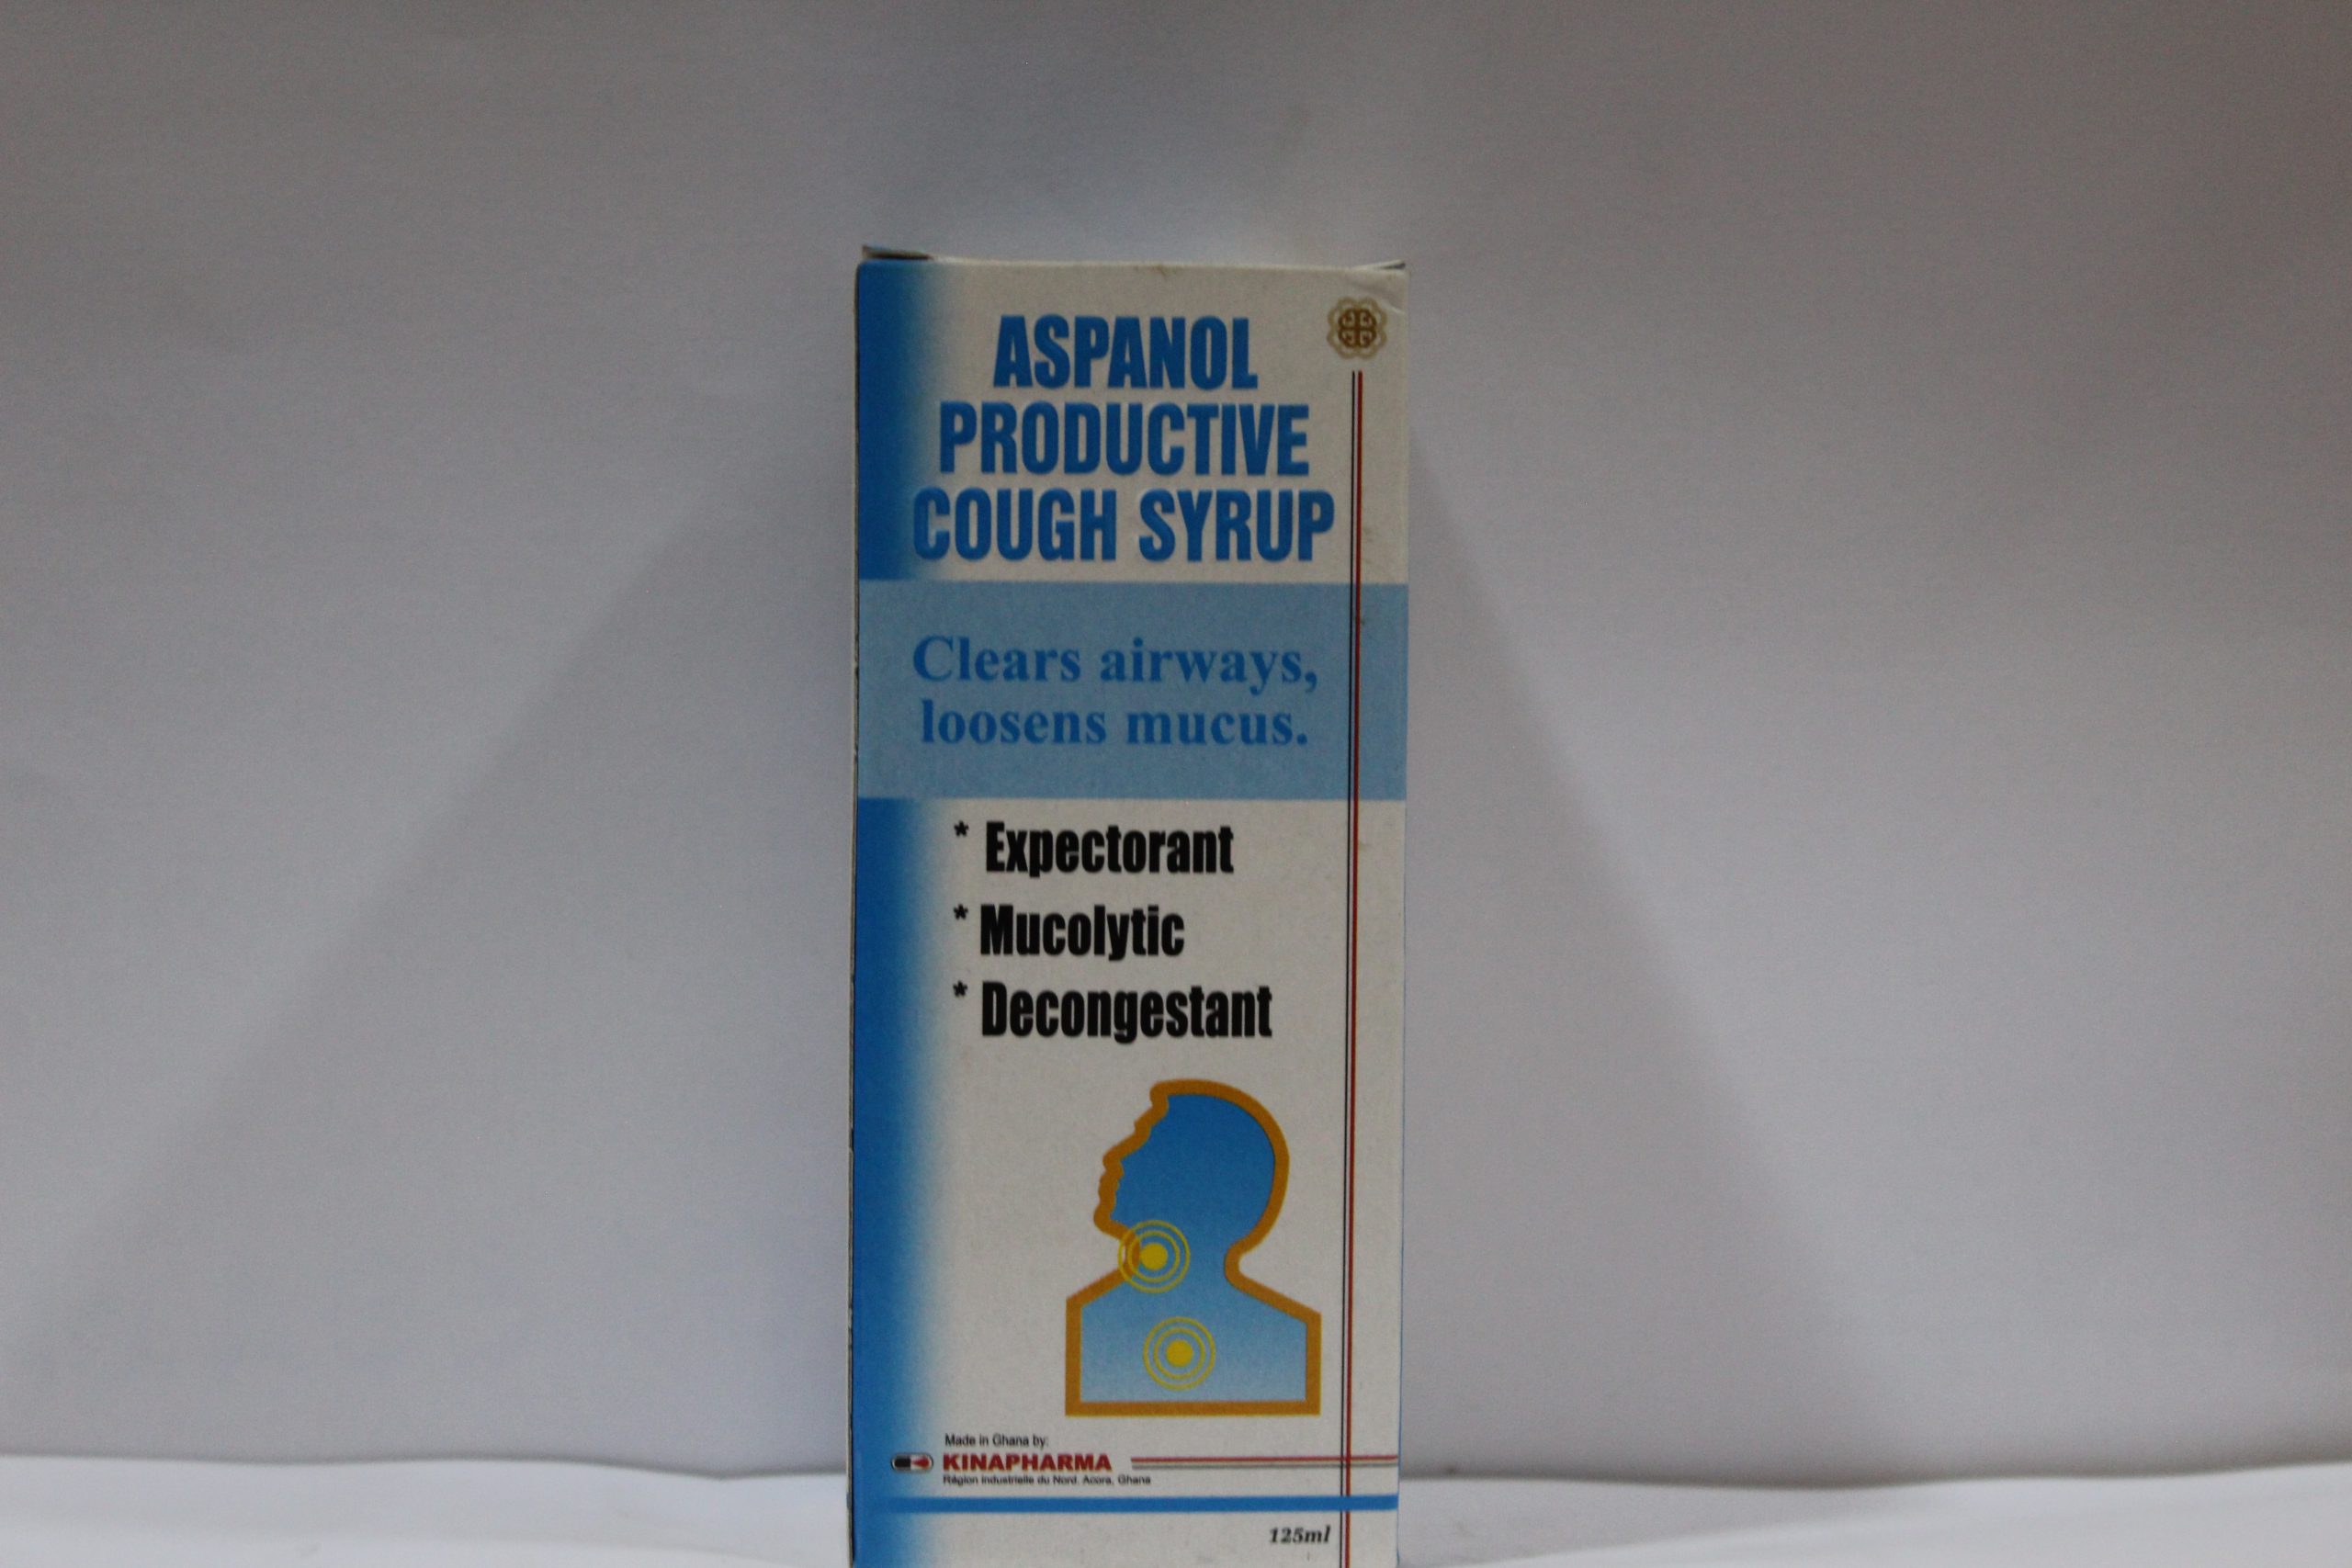 ASPANOL
PRODUCTIVE
COUGH SYRUP
Clears airways,
loosens mucus.
* Expectorant
* Mucolytic
* Decongestant
Made in Ghana by:
KINAPHARMA
Région industrielle du Nord. Accra, Ghana
125ml